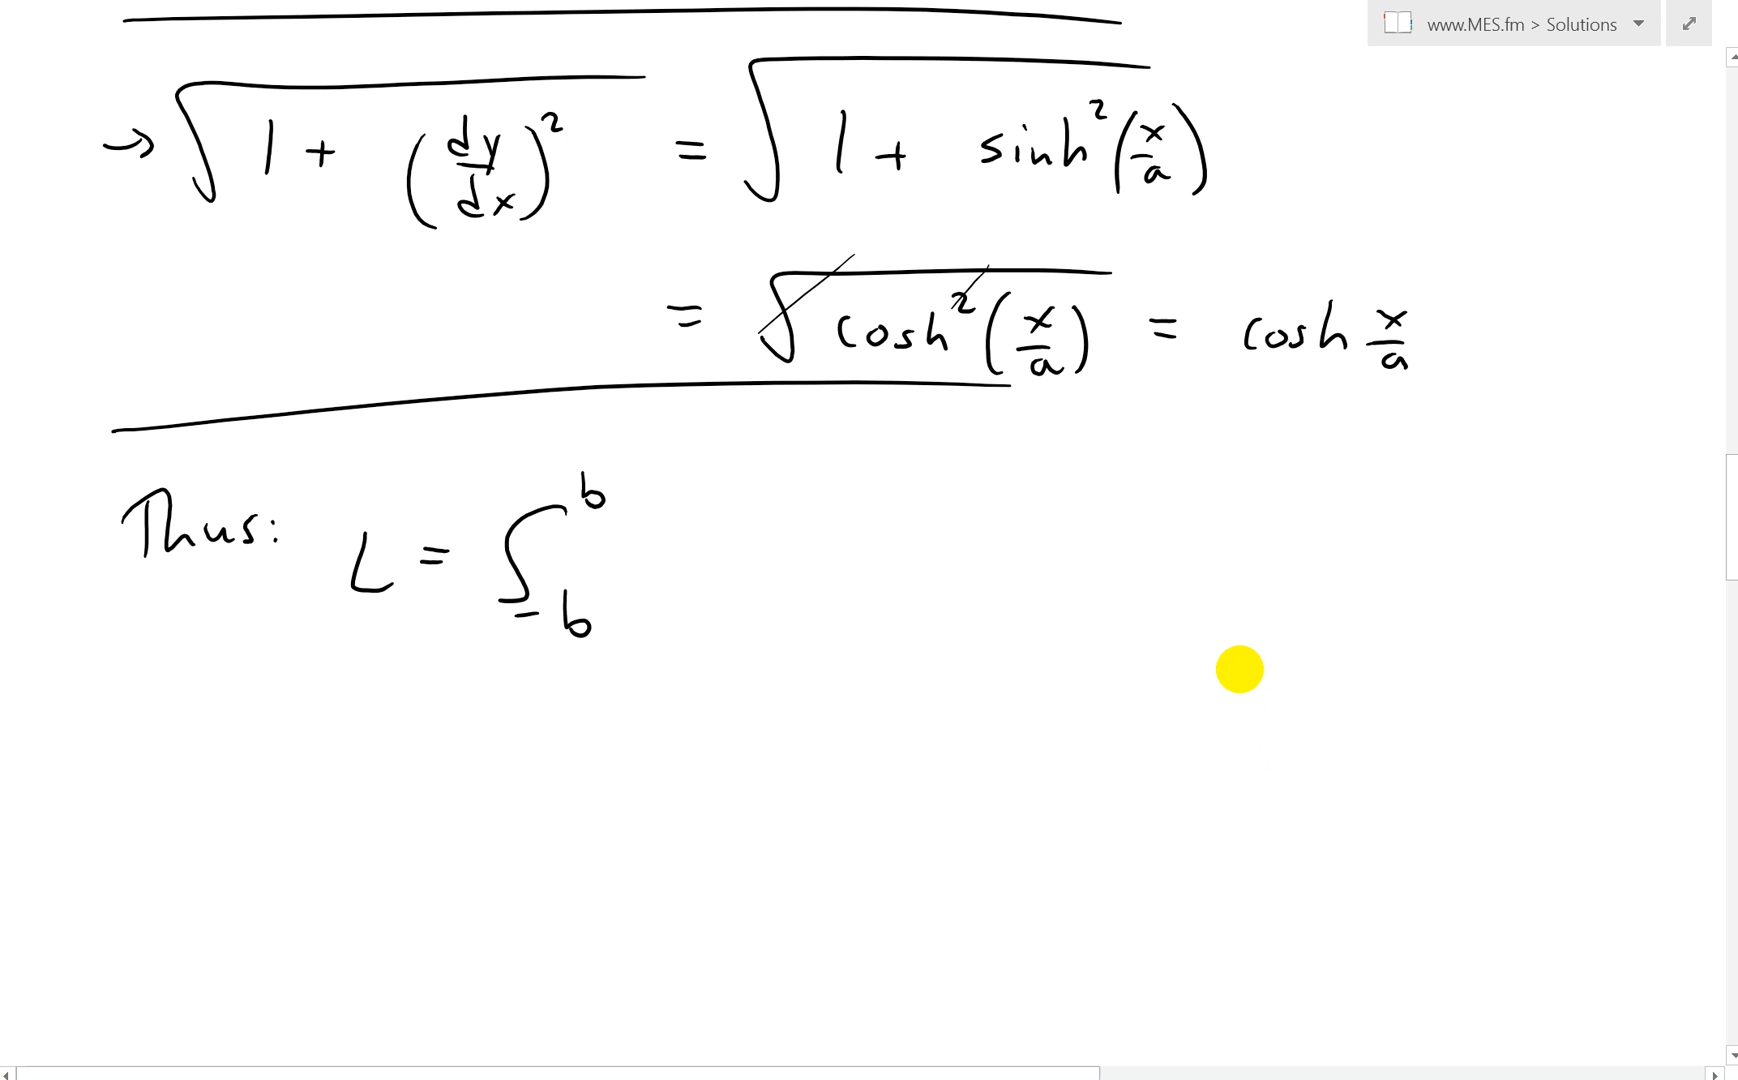 www.MES.fm > Solutions
→ √(1 + (dy/dx)²) = √(1 + sinh²(x/a))
= √(cosh²(x/a)) = cosh x/a
Thus: L = ∫_{-b}^{b}